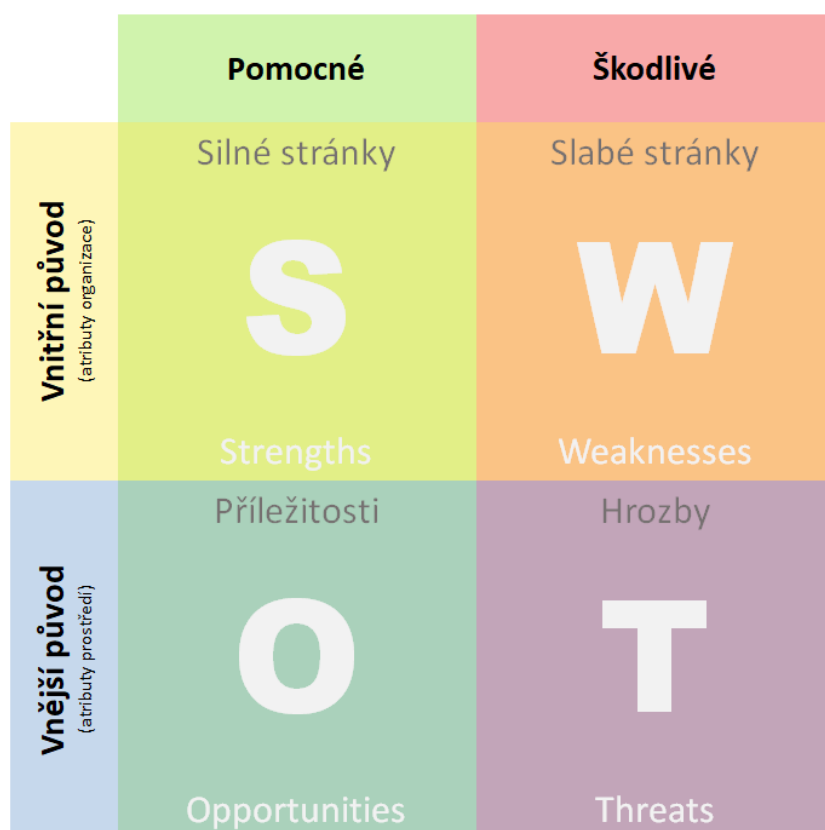 Pomocné
Škodlivé
Vnitřní původ
(atributy organizace)
Silné stránky
S
Strengths
Slabé stránky
W
Weaknesses
Vnější původ
(atributy prostředí)
Příležitosti
O
Opportunities
Hrozby
T
Threats